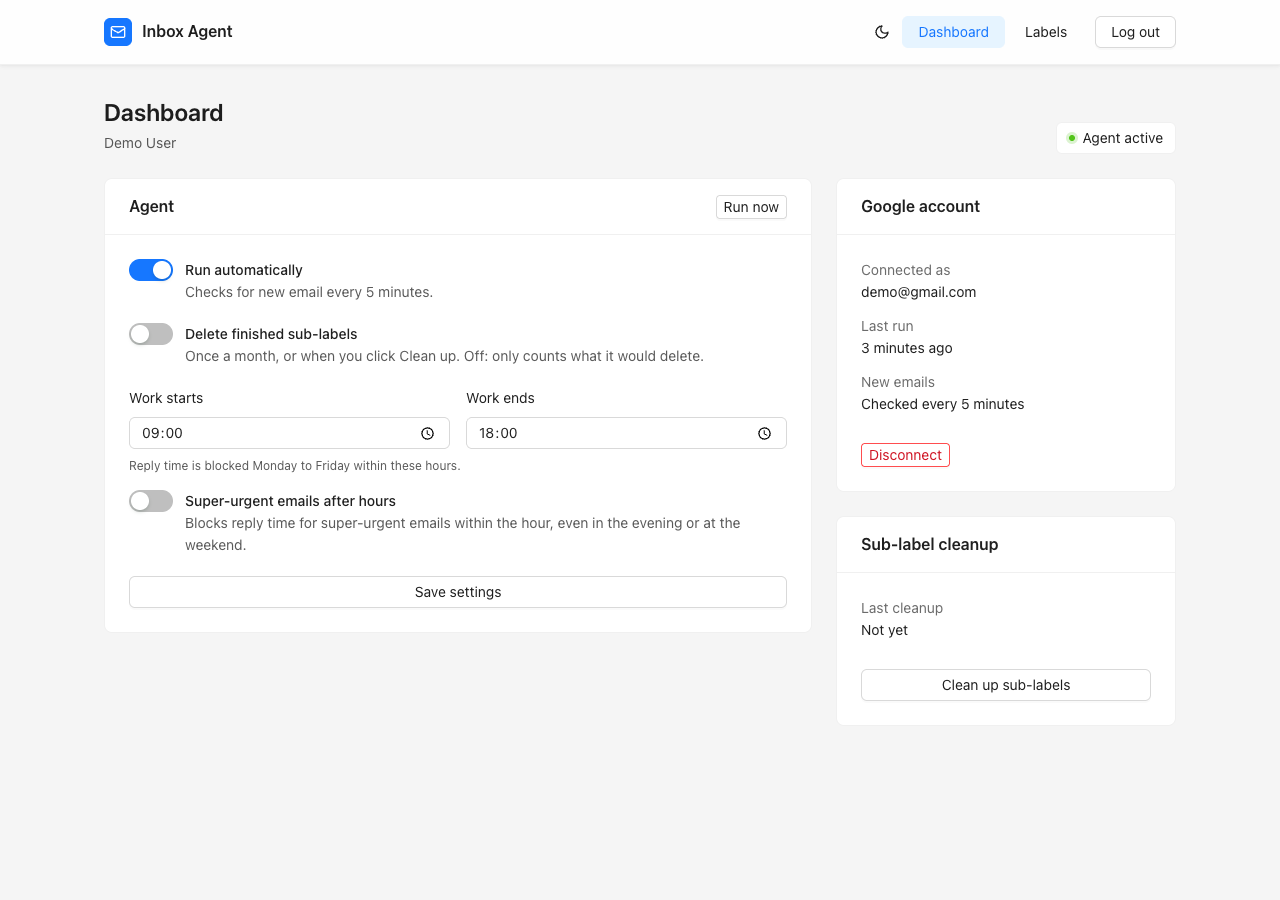 Inbox Agent
Dashboard
Labels
Log out
Dashboard
Demo User
Agent active
Agent
Run now
Run automatically
Checks for new email every 5 minutes.
Delete finished sub-labels
Once a month, or when you click Clean up. Off: only counts what it would delete.
Work starts
Work ends
09:00
18:00
Reply time is blocked Monday to Friday within these hours.
Super-urgent emails after hours
Blocks reply time for super-urgent emails within the hour, even in the evening or at the
weekend.
Save settings
Google account
Connected as
demo@gmail.com
Last run
3 minutes ago
New emails
Checked every 5 minutes
Disconnect
Sub-label cleanup
Last cleanup
Not yet
Clean up sub-labels